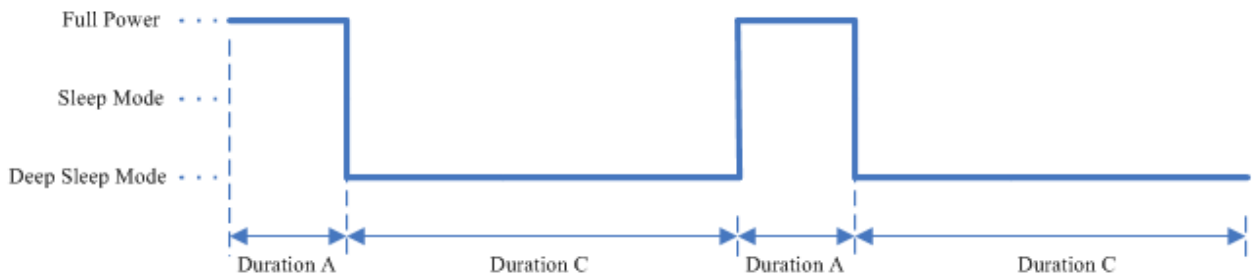 Full Power
Sleep Mode
Deep Sleep Mode
Duration A
Duration C
Duration A
Duration C